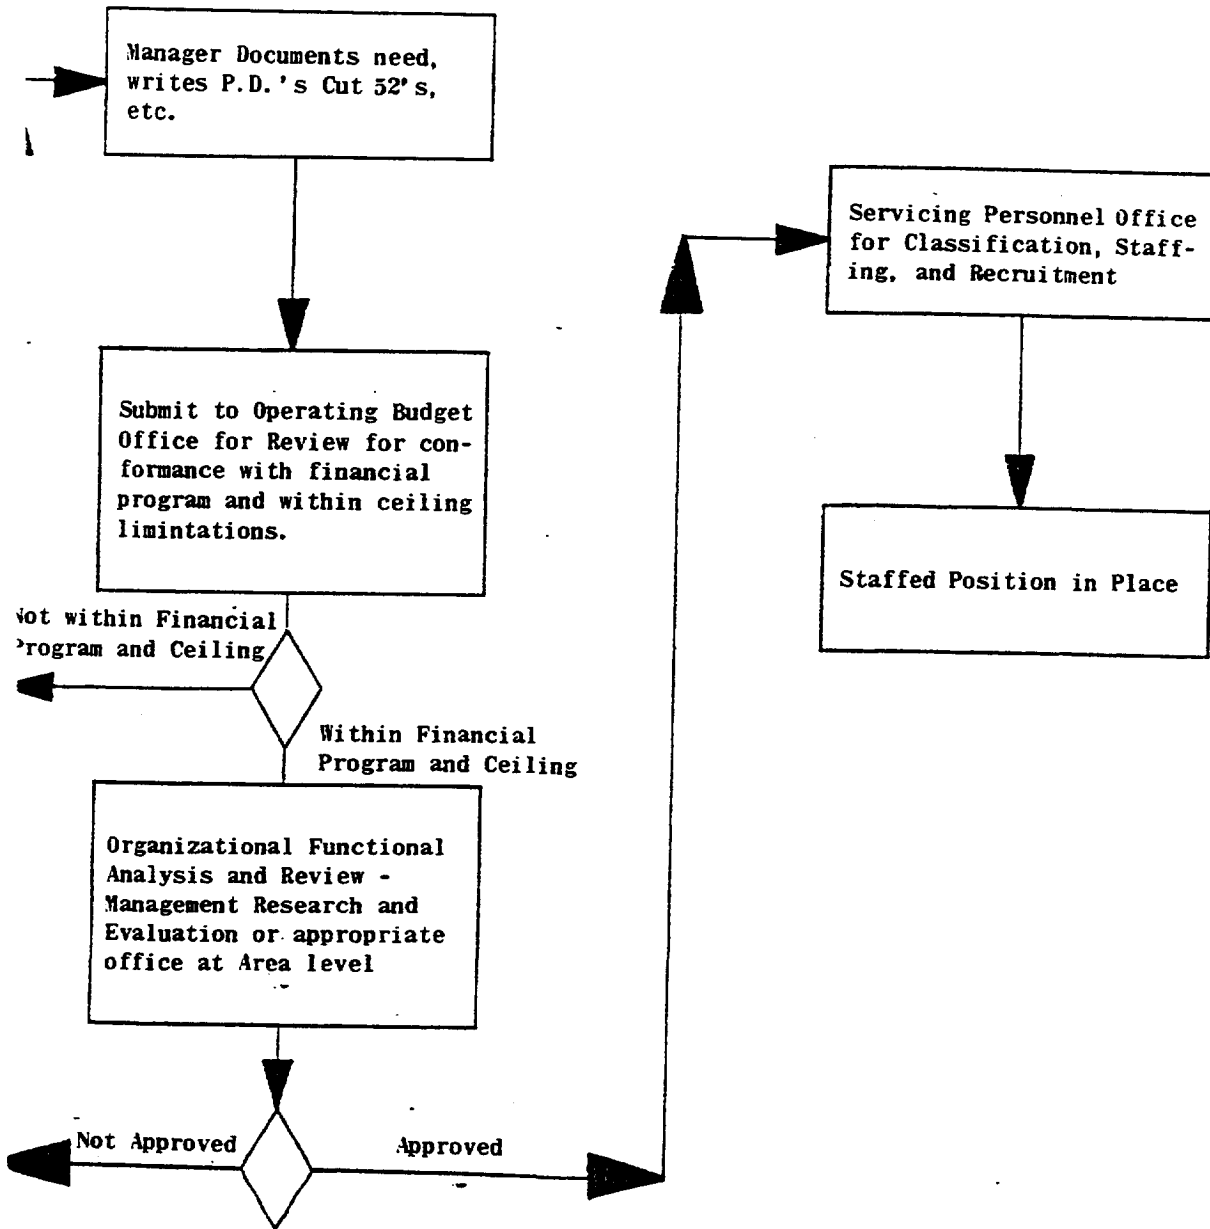 Manager Documents need,
writes P.D.'s Cut 52's,
etc.
Submit to Operating Budget
Office for Review for con-
formance with financial
program and within ceiling
limintations.
Not within Financial
Program and Ceiling
Within Financial
Program and Ceiling
Organizational Functional
Analysis and Review -
Management Research and
Evaluation or appropriate
office at Area level
Not Approved
Approved
Servicing Personnel Office
for Classification, Staff-
ing, and Recruitment
Staffed Position in Place